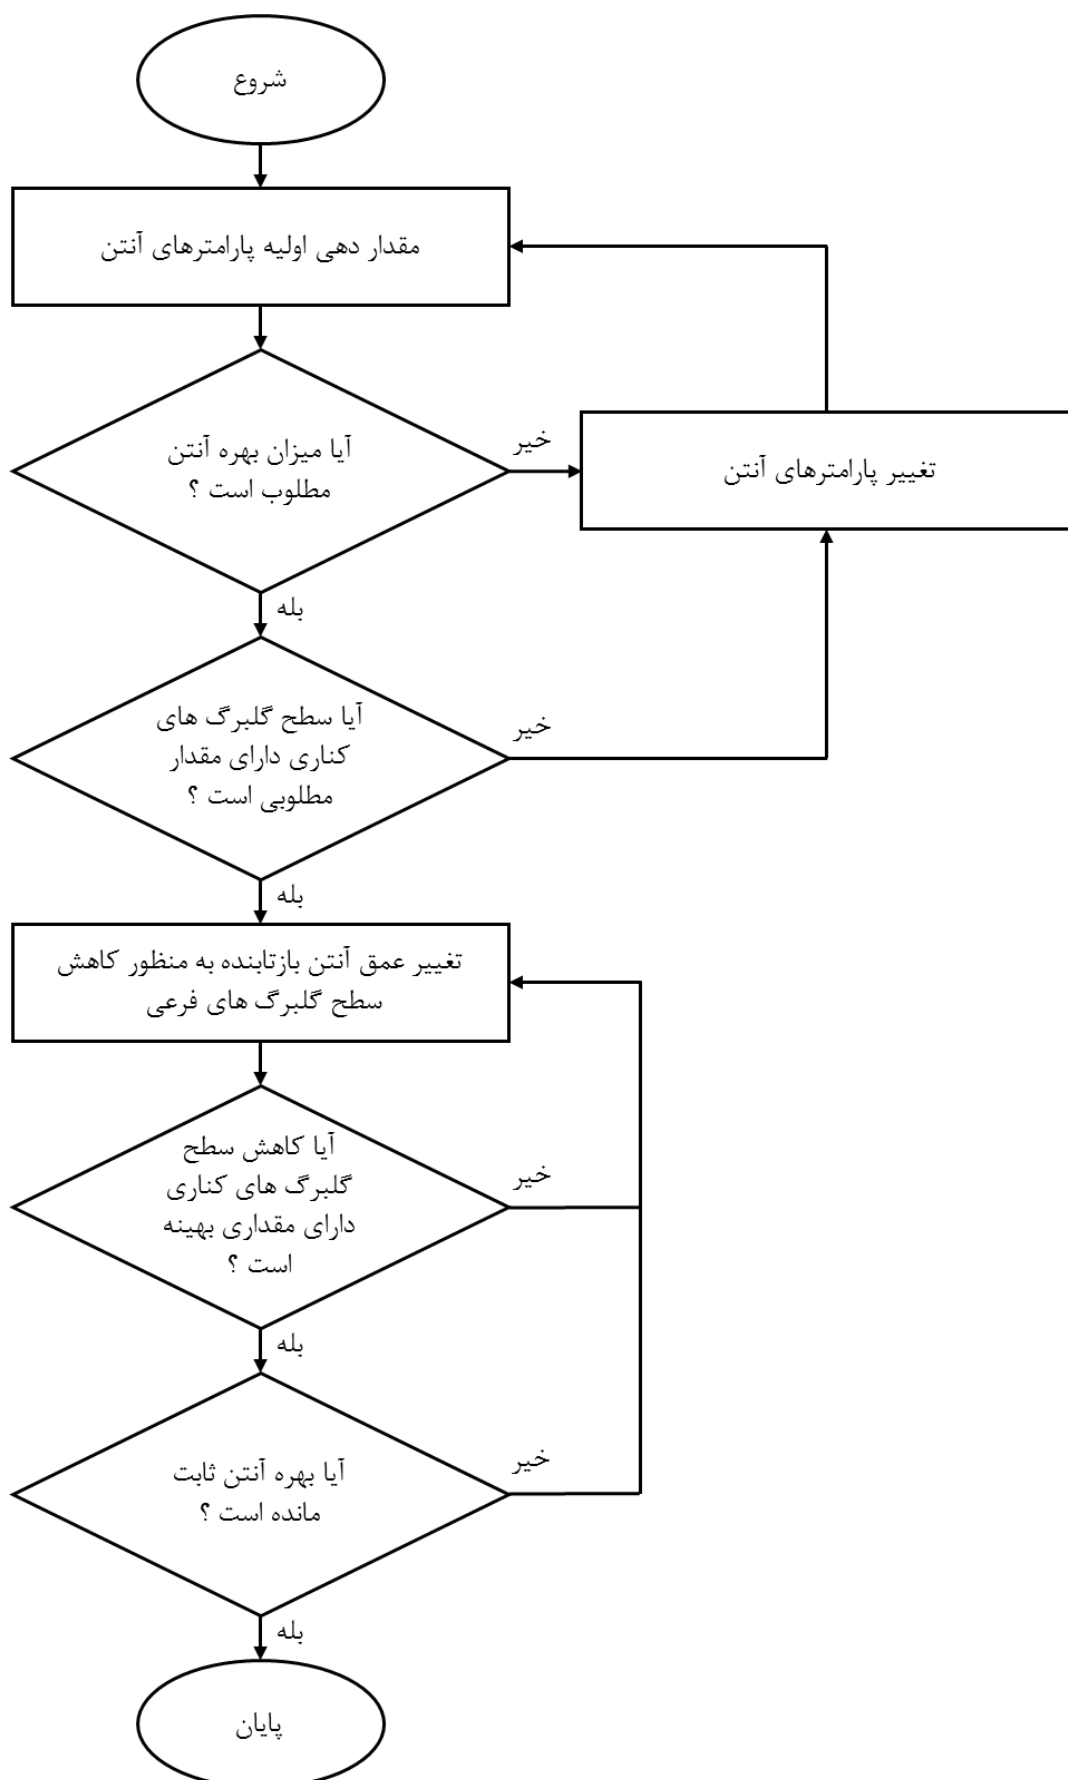 شروع
مقدار دهی اولیه پارامترهای آنتن
آیا میزان بهره آنتن
مطلوب است ؟
خیر
تغییر پارامترهای آنتن
بله
آیا سطح گلبرگ های
کناری دارای مقدار
مطلوبی است ؟
خیر
بله
تغییر عمق آنتن بازتابنده به منظور کاهش
سطح گلبرگ های فرعی
آیا کاهش سطح
گلبرگ های کناری
دارای مقداری بهینه
است ؟
خیر
بله
آیا بهره آنتن ثابت
مانده است ؟
خیر
بله
پایان